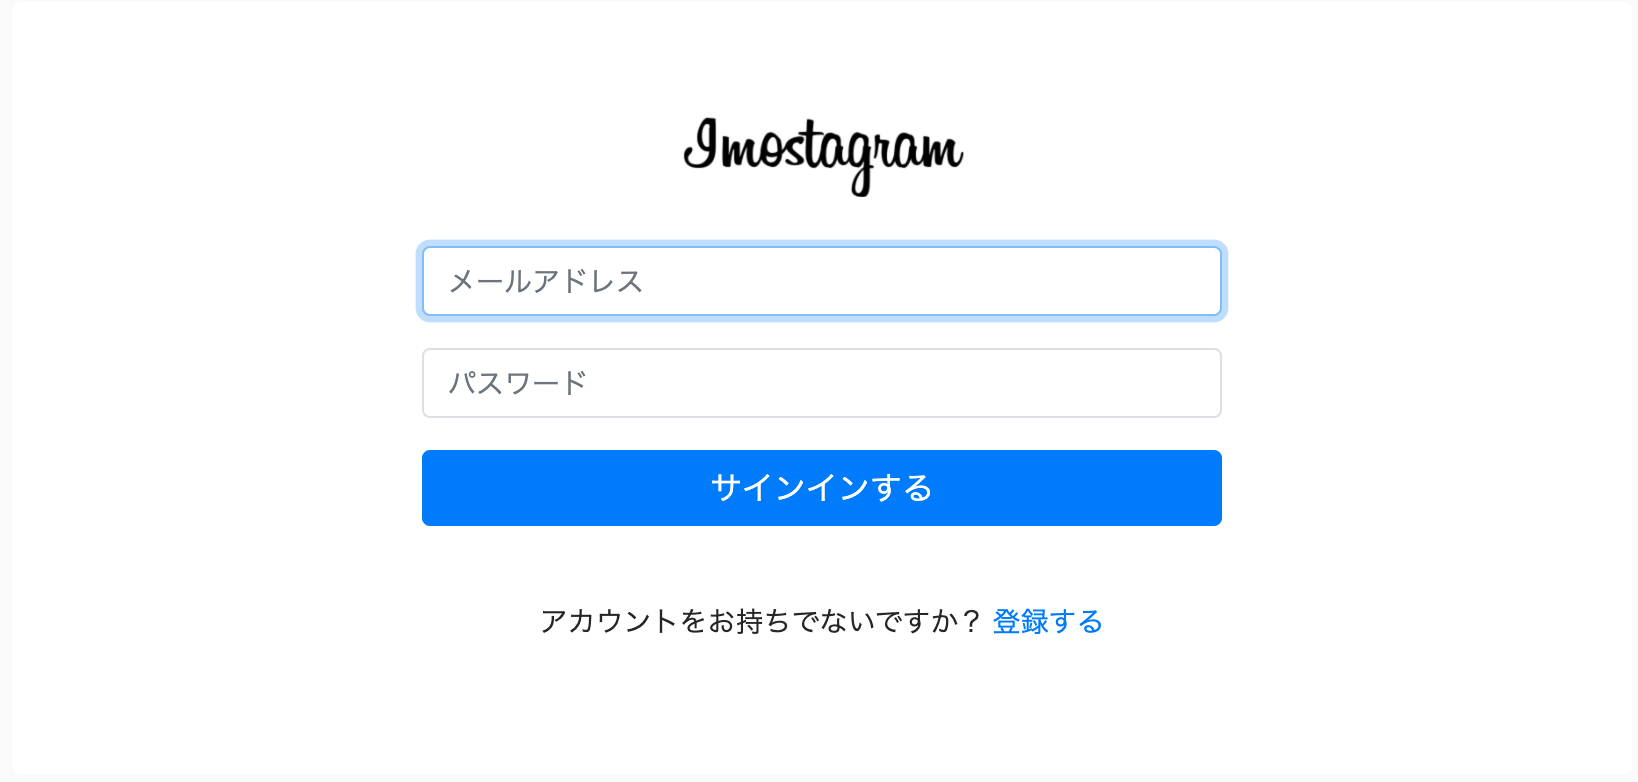 Imostagram
メールアドレス
パスワード
サインインする
アカウントをお持ちでないですか？ 登録する